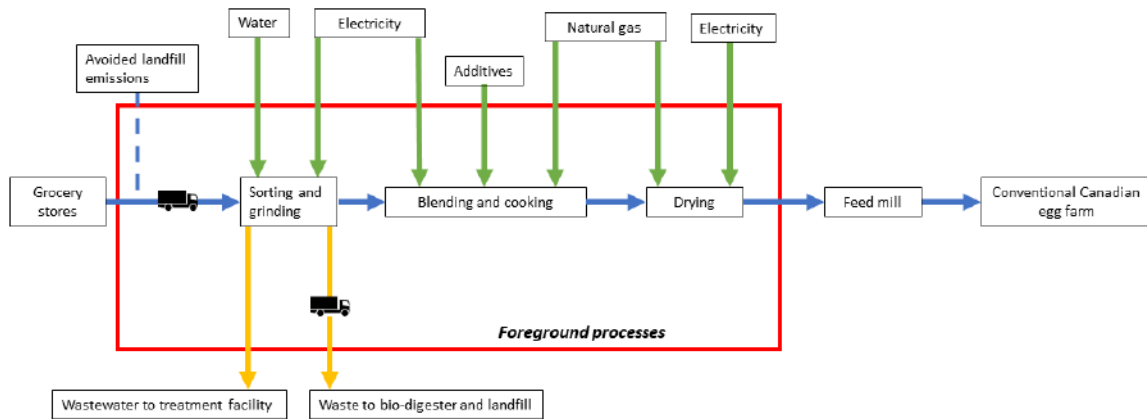 Water
Electricity
Natural gas
Electricity
Avoided landfill
emissions
Additives
Grocery
stores
Sorting and
grinding
Blending and cooking
Drying
Feed mill
Conventional Canadian
egg farm
Foreground processes
Wastewater to treatment facility
Waste to bio-digester and landfill